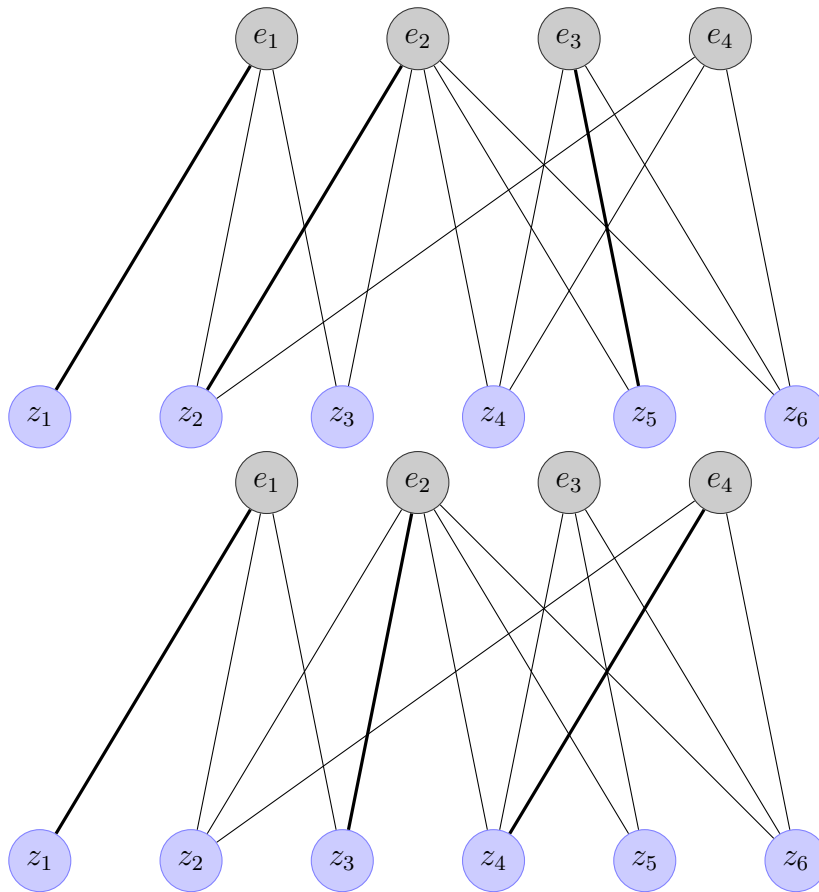 e₁ e₂ e₃ e₄
z₁ z₂ z₃ z₄ z₅ z₆
e₁ e₂ e₃ e₄
z₁ z₂ z₃ z₄ z₅ z₆